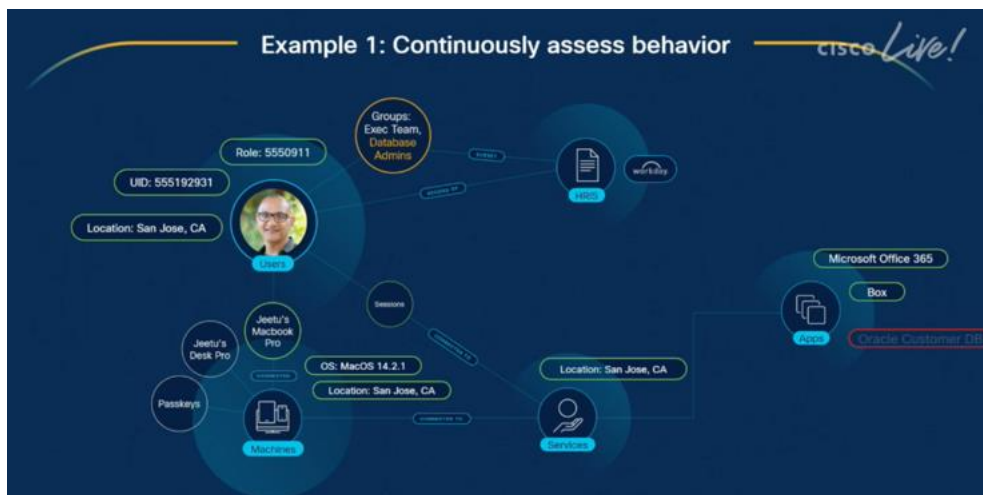 Example 1: Continuously assess behavior
cisco Live!
Groups:
Exec Team,
Database
Admins
Role: 5550911
UID: 555192931
Location: San Jose, CA
Users
workday
HRIS
Microsoft Office 365
Box
Apps
Oracle Customer DB
Sessions
Jeetu's
Macbook
Pro
Jeetu's
Desk Pro
OS: MacOS 14.2.1
Location: San Jose, CA
Passkeys
Machines
CONNECTED TO
Location: San Jose, CA
Services